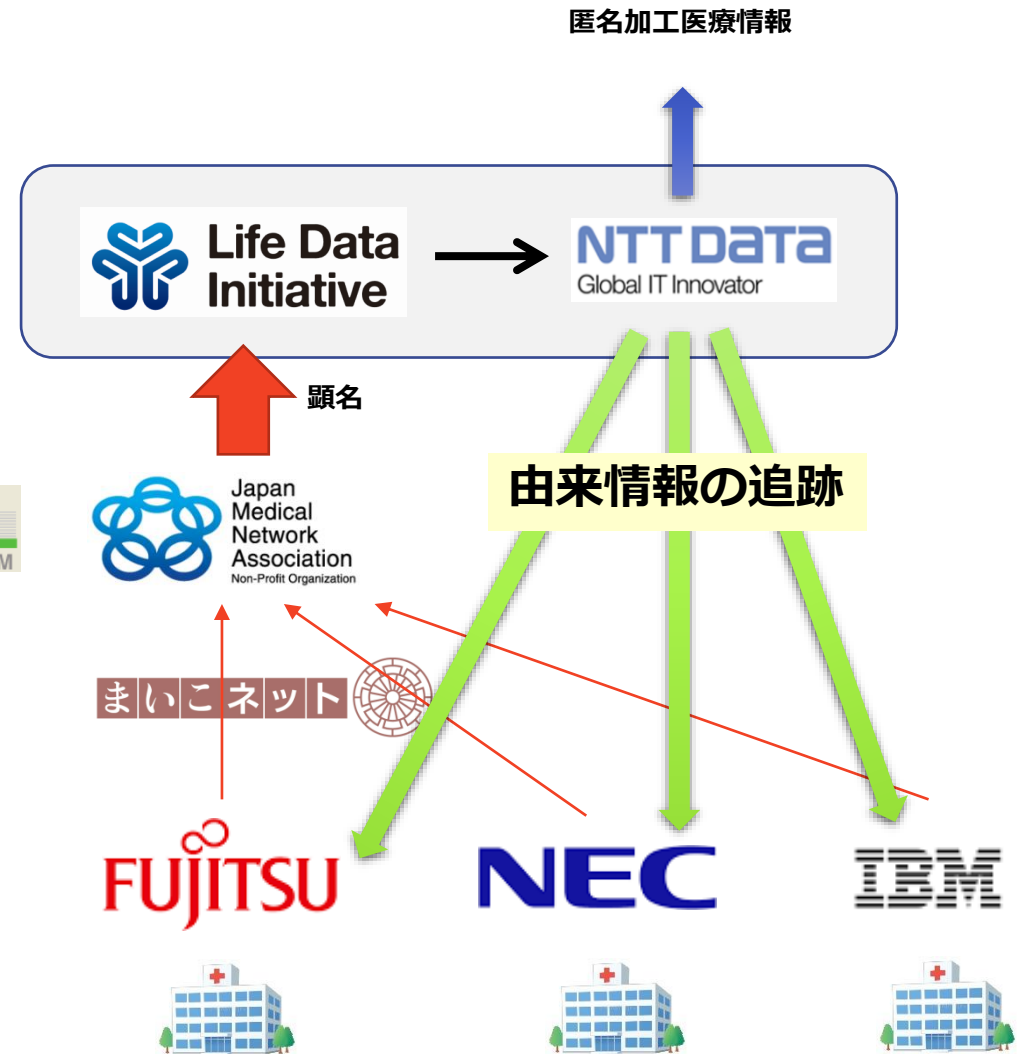 匿名加工医療情報
Life Data
Initiative
NTT DATA
Global IT Innovator
顕名
由来情報の追跡
Japan
Medical
Network
Association
Non-Profit Organization
M
まいこネット
FUJITSU
NEC
IBM